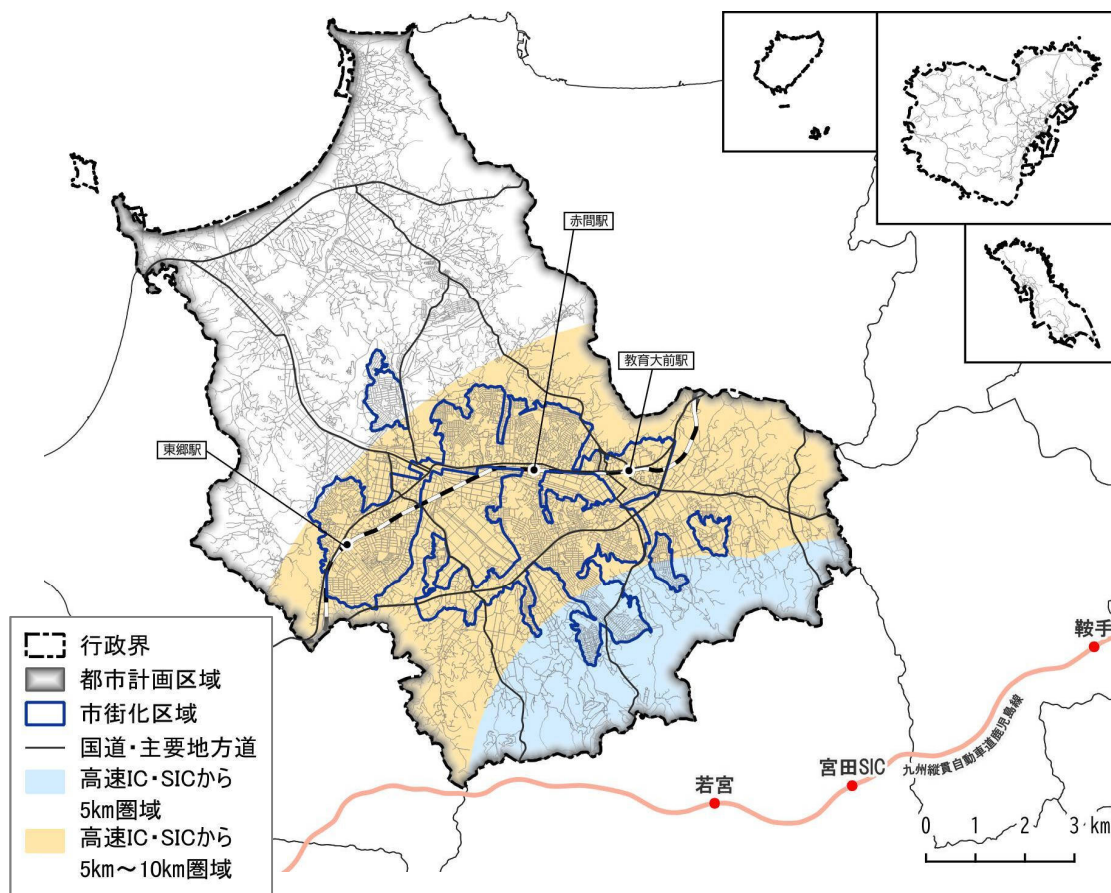 赤間駅
教育大前駅
東郷駅
行政界
都市計画区域
市街化区域
国道・主要地方道
高速IC・SICから
5km圏域
高速IC・SICから
5km～10km圏域
鞍手
九州縦貫自動車道鹿児島線
宮田SIC
若宮
0 1 2 3 km